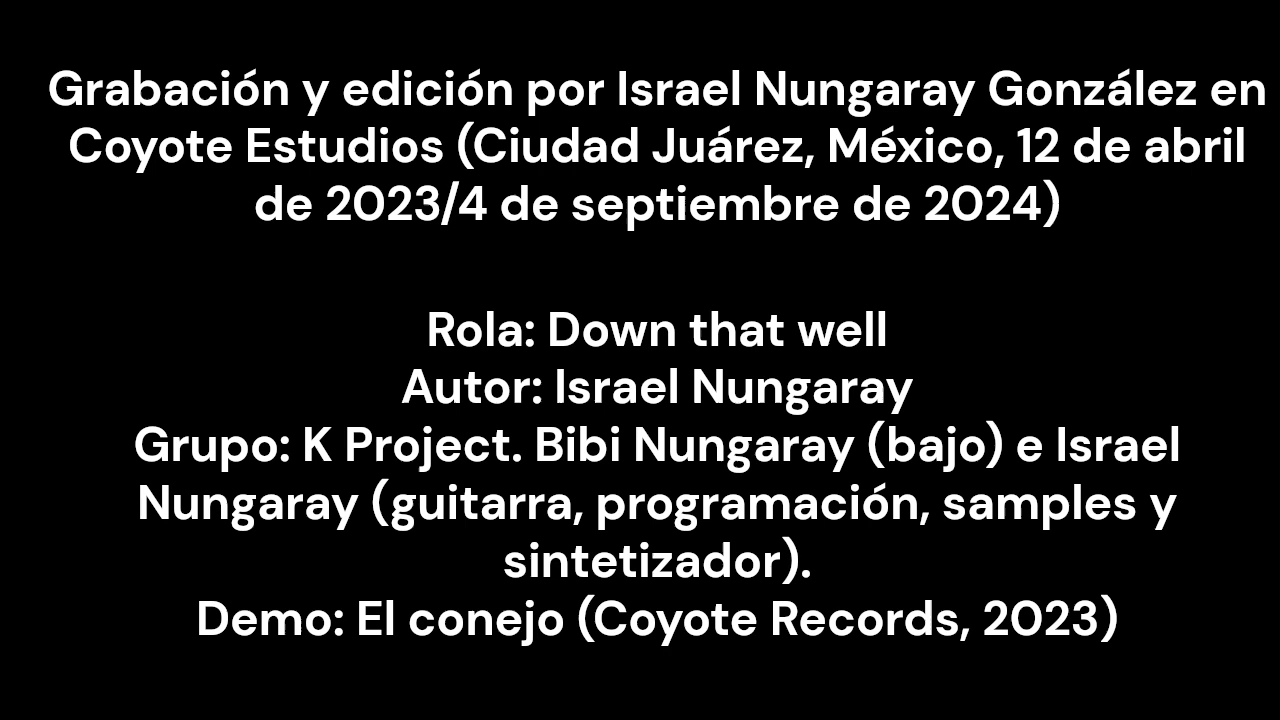 Grabación y edición por Israel Nungaray González en
Coyote Estudios (Ciudad Juárez, México, 12 de abril
de 2023/4 de septiembre de 2024)
Rola: Down that well
Autor: Israel Nungaray
Grupo: K Project. Bibi Nungaray (bajo) e Israel
Nungaray (guitarra, programación, samples y
sintetizador).
Demo: El conejo (Coyote Records, 2023)